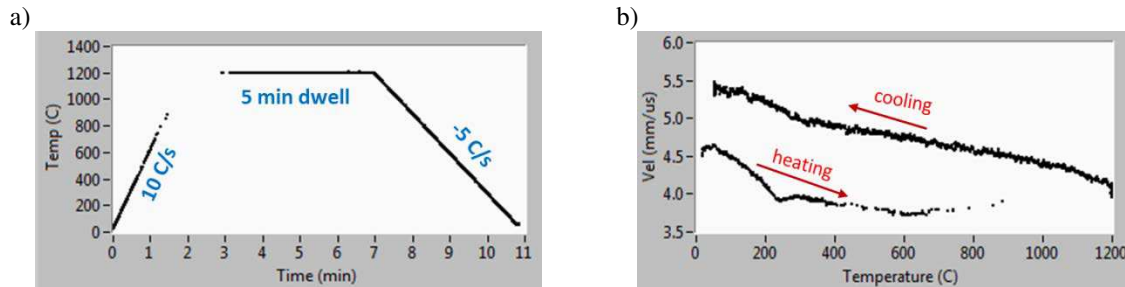 a)
1400
1200
1000
800
600
400
200
0
Temp (C)
10 C/s
5 min dwell
-5 C/s
0 1 2 3 4 5 6 7 8 9 10 11
Time (min)
b)
6.0
5.5
5.0
4.5
4.0
3.5
Vel (mm/us)
cooling
heating
0 200 400 600 800 1000 1200
Temperature (C)